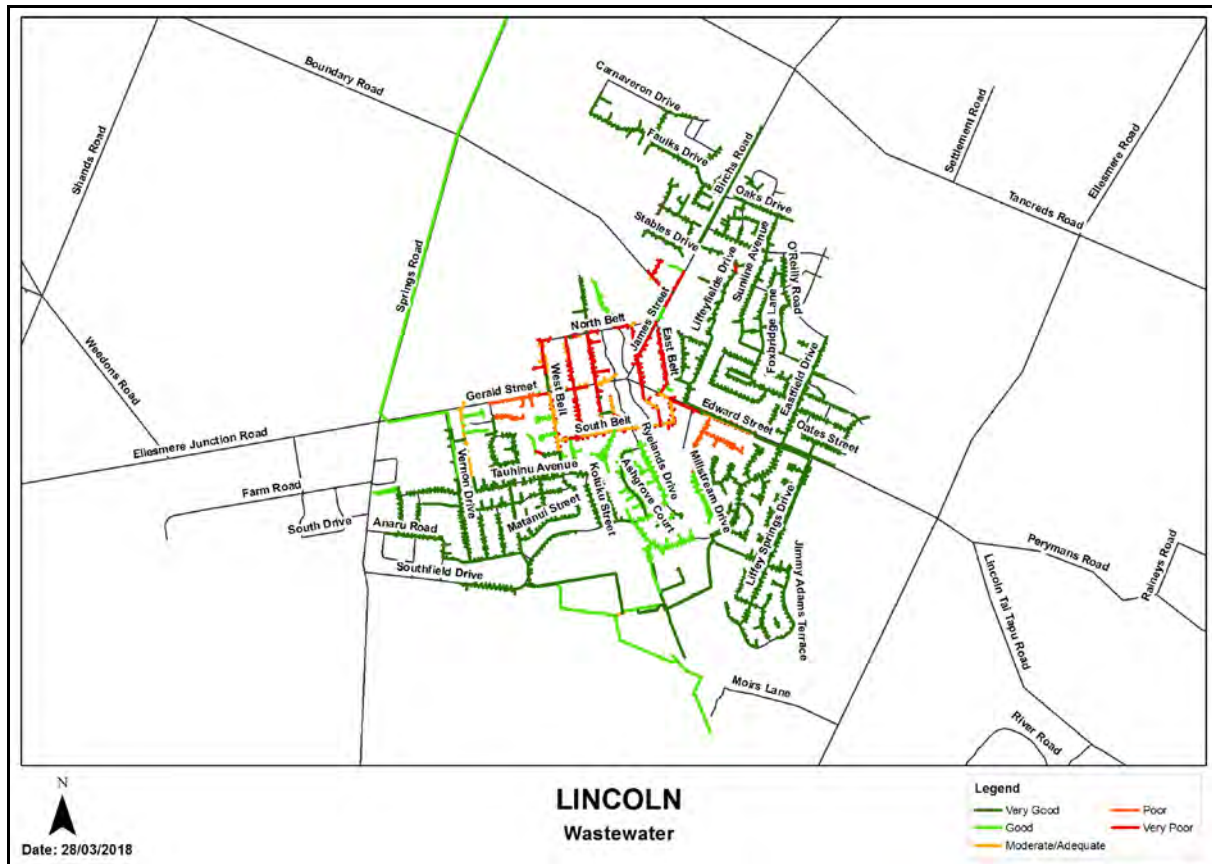 Carnaveron Drive
Boundary Road
Settlement Road
Ellesmere Road
Shands Road
Faulks Drive
Birchs Road
Oaks Drive
Tancreds Road
Stables Drive
Springs Road
Sunline Avenue
O'Reilly Road
Liffeyfields Drive
James Street
North Belt
East Belt
Foxbridge Lane
Weedons Road
West Belt
Eastfield Drive
Gerald Street
Edward Street
South Belt
Oates Street
Ellesmere Junction Road
Ryelands Drive
Tauhinu Avenue
Vernon Drive
Kotuku Street
Ashgrove Court
Millstream Drive
Farm Road
Matanui Street
South Drive
Anaru Road
Liffey Springs Drive
Jimmy Adams Terrace
Perymans Road
Raineys Road
Southfield Drive
Lincoln Tai Tapu Road
Moirs Lane
River Road
N
Date: 28/03/2018
LINCOLN
Wastewater
Legend
Very Good
Poor
Good
Very Poor
Moderate/Adequate